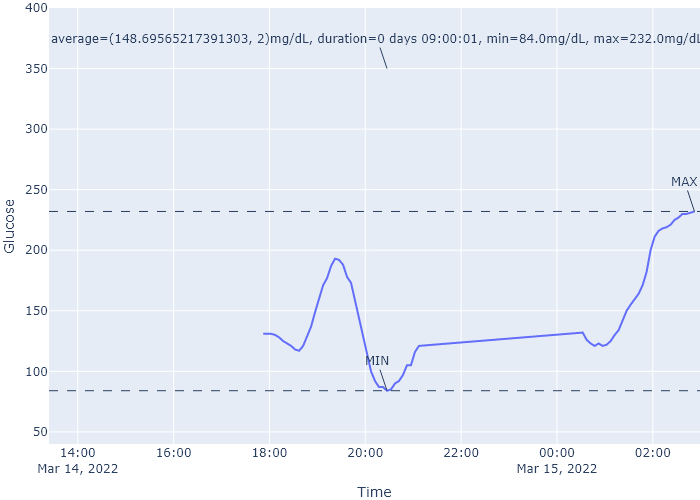 400
average=(148.69565217391303, 2)mg/dL, duration=0 days 09:00:01, min=84.0mg/dL, max=232.0mg/dL
350
300
250
MAX
200
150
MIN
100
50
Glucose
14:00 16:00 18:00 20:00 22:00 00:00 02:00
Mar 14, 2022 Mar 15, 2022
Time